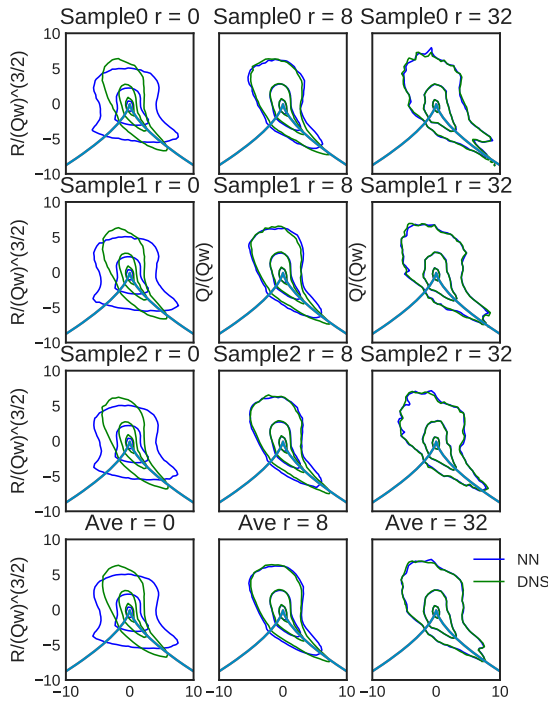 Sample0 r = 0 Sample0 r = 8 Sample0 r = 32
10
5
0
−5
−10
R/(Qw)^(3/2)
Sample1 r = 0 Sample1 r = 8 Sample1 r = 32
10
5
0
−5
−10
R/(Qw)^(3/2)
Q/(Qw)
Q/(Qw)
Sample2 r = 0 Sample2 r = 8 Sample2 r = 32
10
5
0
−5
−10
R/(Qw)^(3/2)
Ave r = 0 Ave r = 8 Ave r = 32
10
5
0
−5
−10
R/(Qw)^(3/2)
NN
DNS
−10 0 10 −10 0 10 −10 0 10